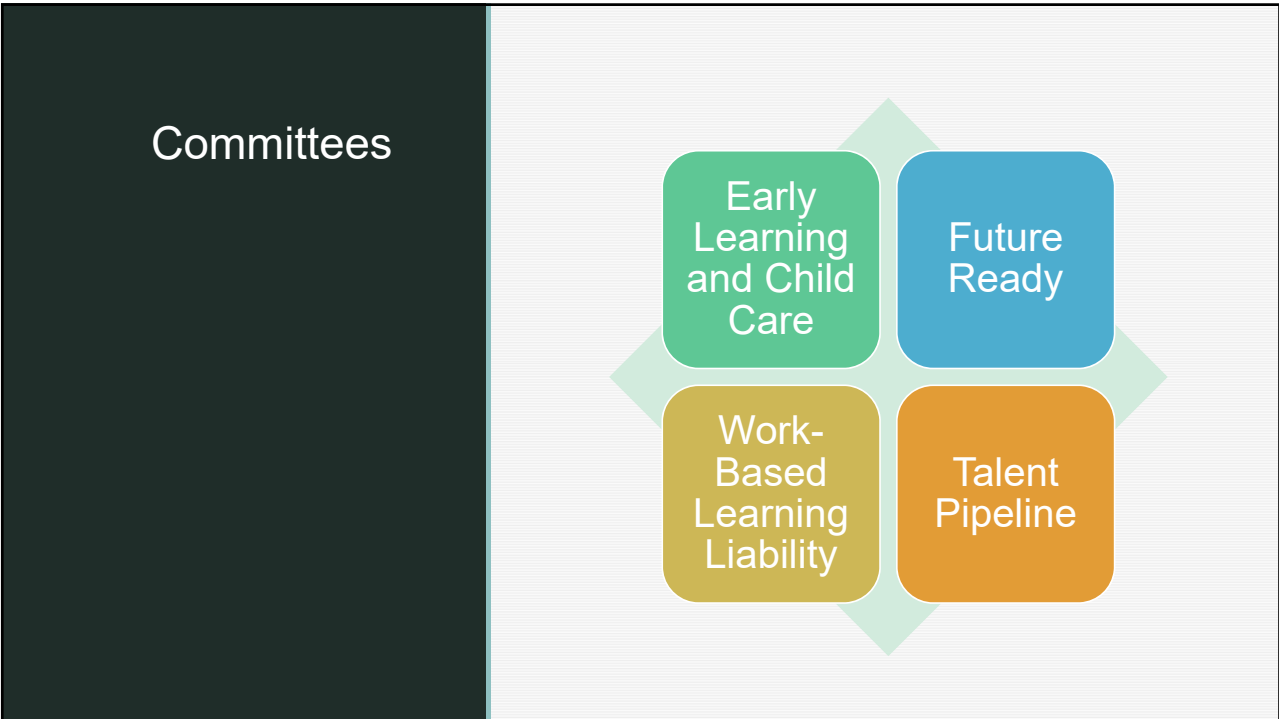 Committees
Early
Learning
and Child
Care
Future
Ready
Work-
Based
Learning
Liability
Talent
Pipeline